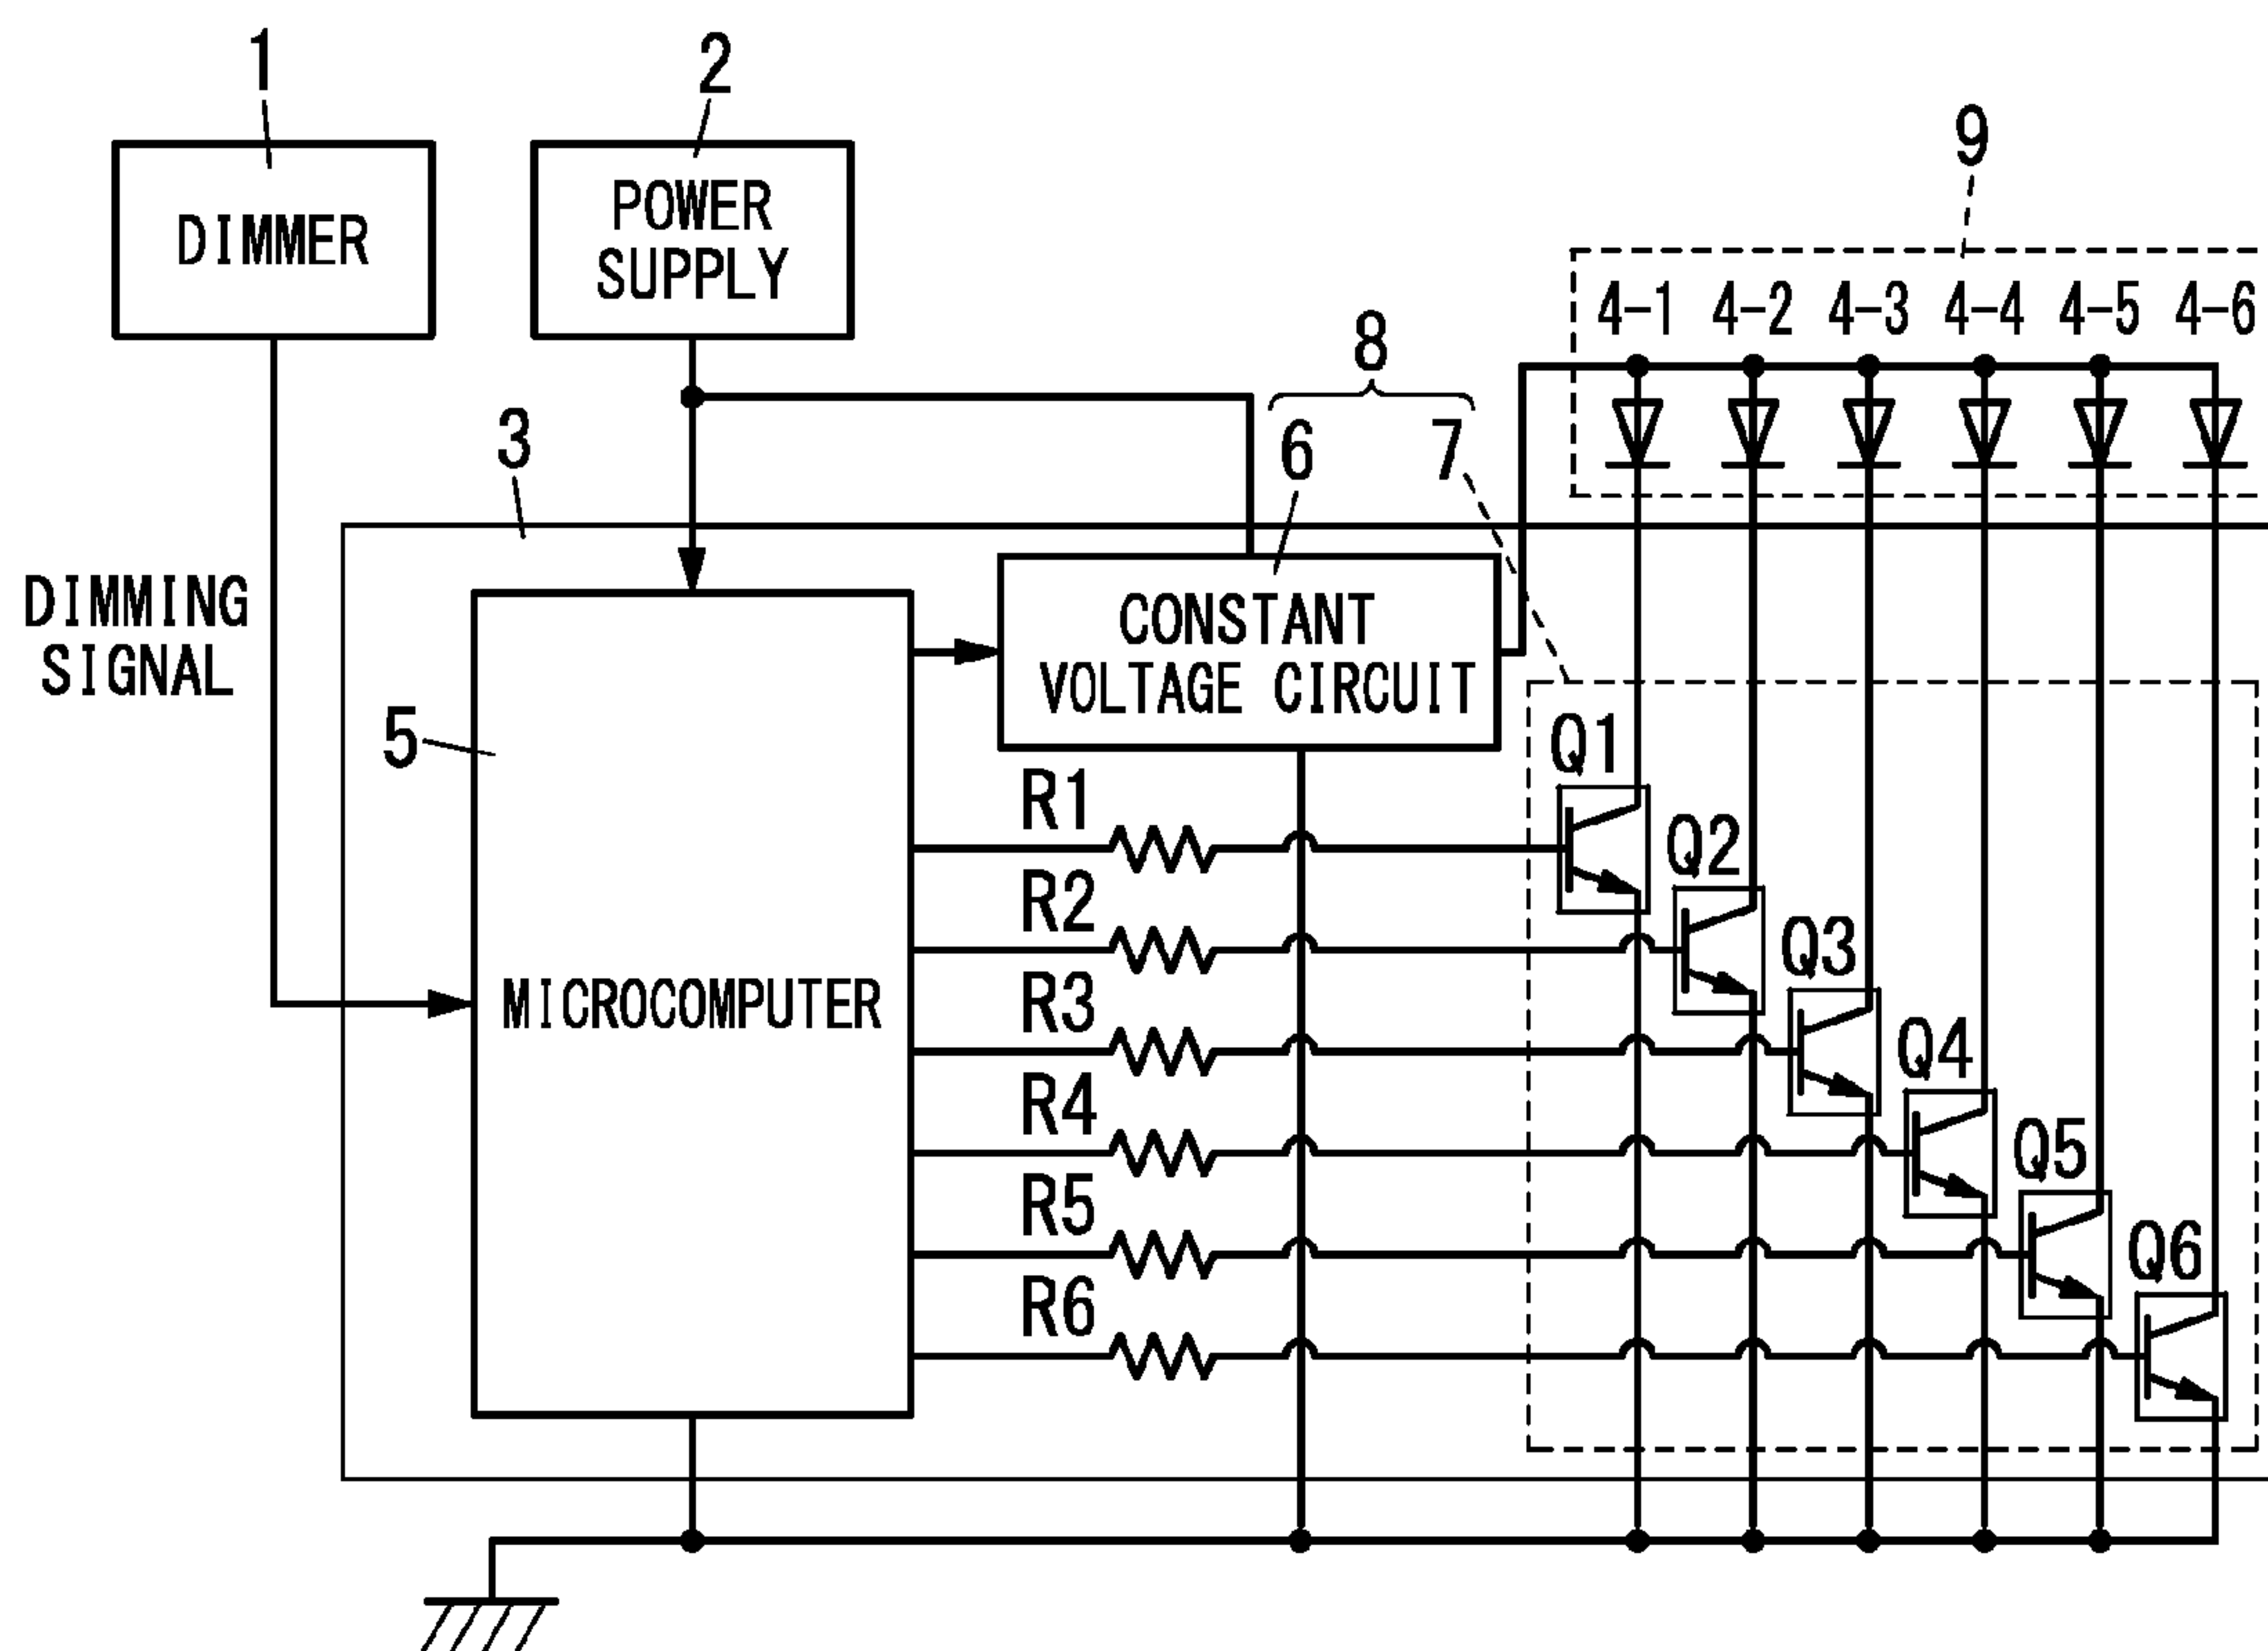 1
2
9
DIMMER
POWER
SUPPLY
4-1 4-2 4-3 4-4 4-5 4-6
8
3
6
7
DIMMING
SIGNAL
CONSTANT
VOLTAGE CIRCUIT
5
Q1
R1
Q2
R2
Q3
MICROCOMPUTER
R3
Q4
R4
Q5
R5
Q6
R6